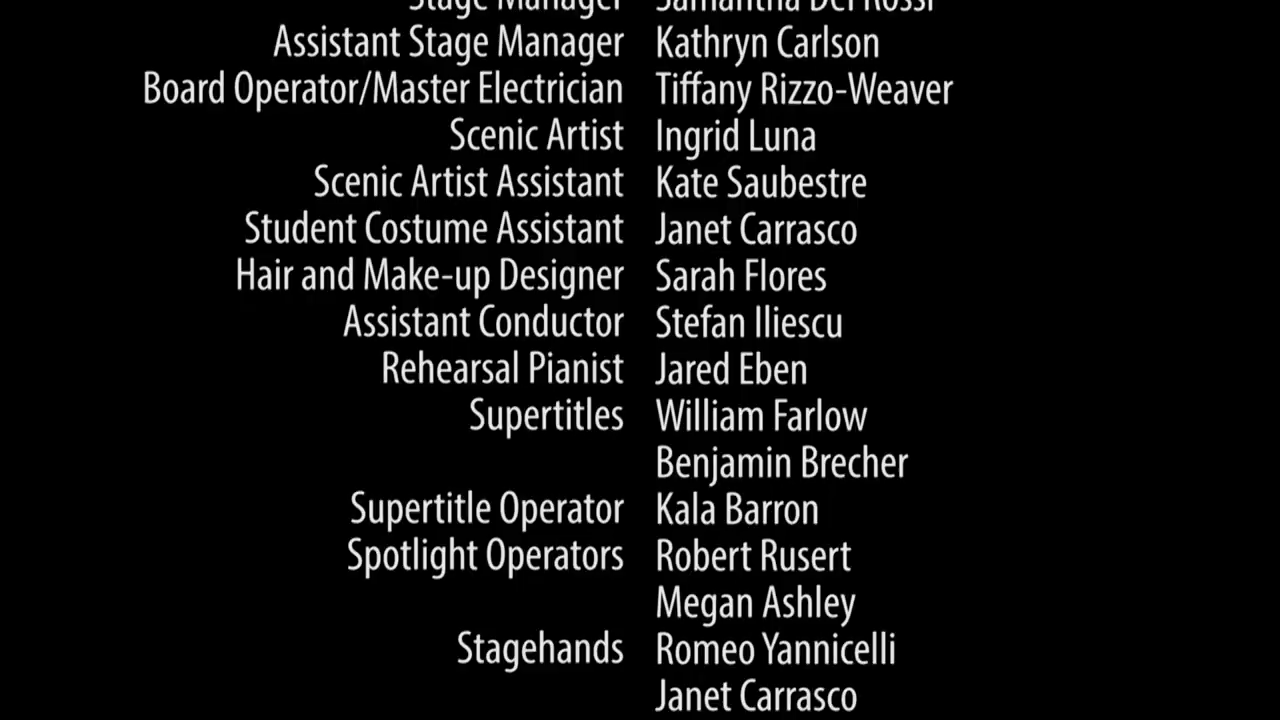 Stage Manager Samantha Del Rossi
Assistant Stage Manager Kathryn Carlson
Board Operator/Master Electrician Tiffany Rizzo-Weaver
Scenic Artist Ingrid Luna
Scenic Artist Assistant Kate Saubestre
Student Costume Assistant Janet Carrasco
Hair and Make-up Designer Sarah Flores
Assistant Conductor Stefan Iliescu
Rehearsal Pianist Jared Eben
Supertitles William Farlow
Benjamin Brecher
Supertitle Operator Kala Barron
Spotlight Operators Robert Rusert
Megan Ashley
Stagehands Romeo Yannicelli
Janet Carrasco